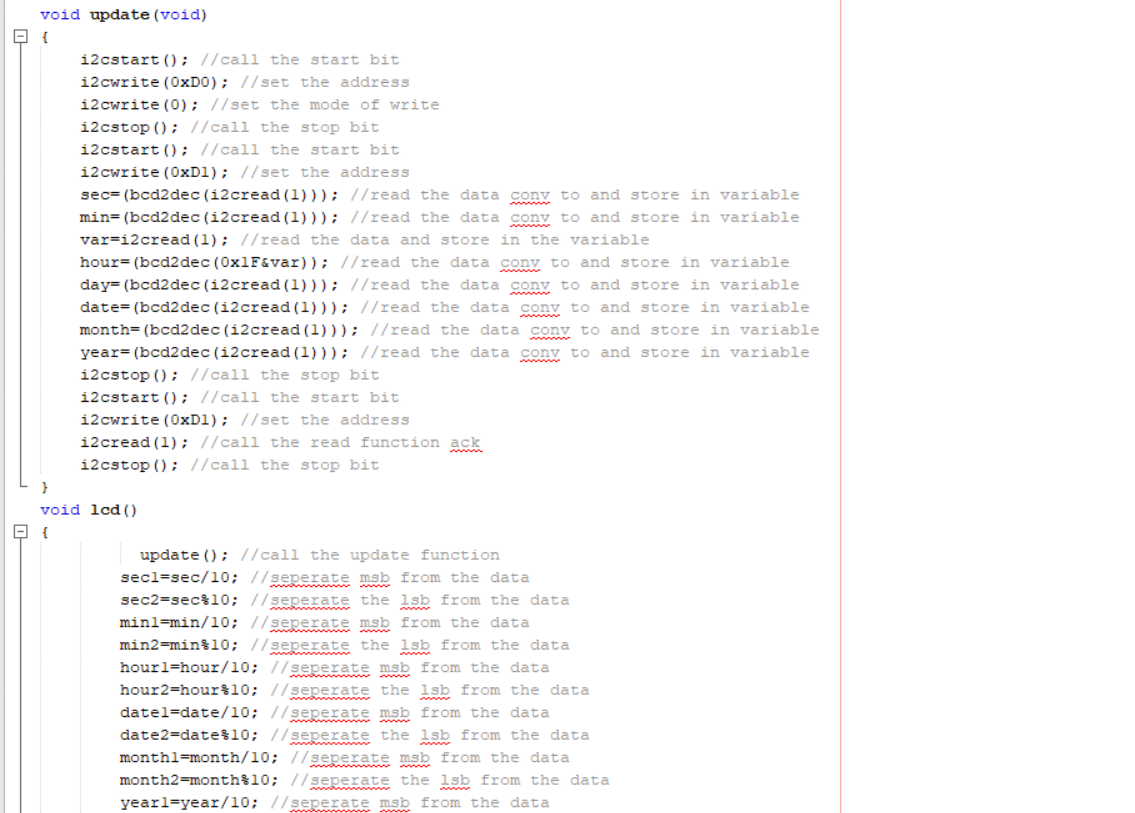 void update(void)
{
i2cstart(); //call the start bit
i2cwrite(0xD0); //set the address
i2cwrite(0); //set the mode of write
i2cstop(); //call the stop bit
i2cstart(); //call the start bit
i2cwrite(0xD1); //set the address
sec=(bcd2dec(i2cread(1))); //read the data conv to and store in variable
min=(bcd2dec(i2cread(1))); //read the data conv to and store in variable
var=i2cread(1); //read the data and store in the variable
hour=(bcd2dec(0x1F&var)); //read the data conv to and store in variable
day=(bcd2dec(i2cread(1))); //read the data conv to and store in variable
date=(bcd2dec(i2cread(1))); //read the data conv to and store in variable
month=(bcd2dec(i2cread(1))); //read the data conv to and store in variable
year=(bcd2dec(i2cread(1))); //read the data conv to and store in variable
i2cstop(); //call the stop bit
i2cstart(); //call the start bit
i2cwrite(0xD1); //set the address
i2cread(1); //call the read function ack
i2cstop(); //call the stop bit
}
void lcd()
{
update(); //call the update function
sec1=sec/10; //seperate msb from the data
sec2=sec%10; //seperate the lsb from the data
min1=min/10; //seperate msb from the data
min2=min%10; //seperate the lsb from the data
hour1=hour/10; //seperate msb from the data
hour2=hour%10; //seperate the lsb from the data
date1=date/10; //seperate msb from the data
date2=date%10; //seperate the lsb from the data
month1=month/10; //seperate msb from the data
month2=month%10; //seperate the lsb from the data
year1=year/10; //seperate msb from the data